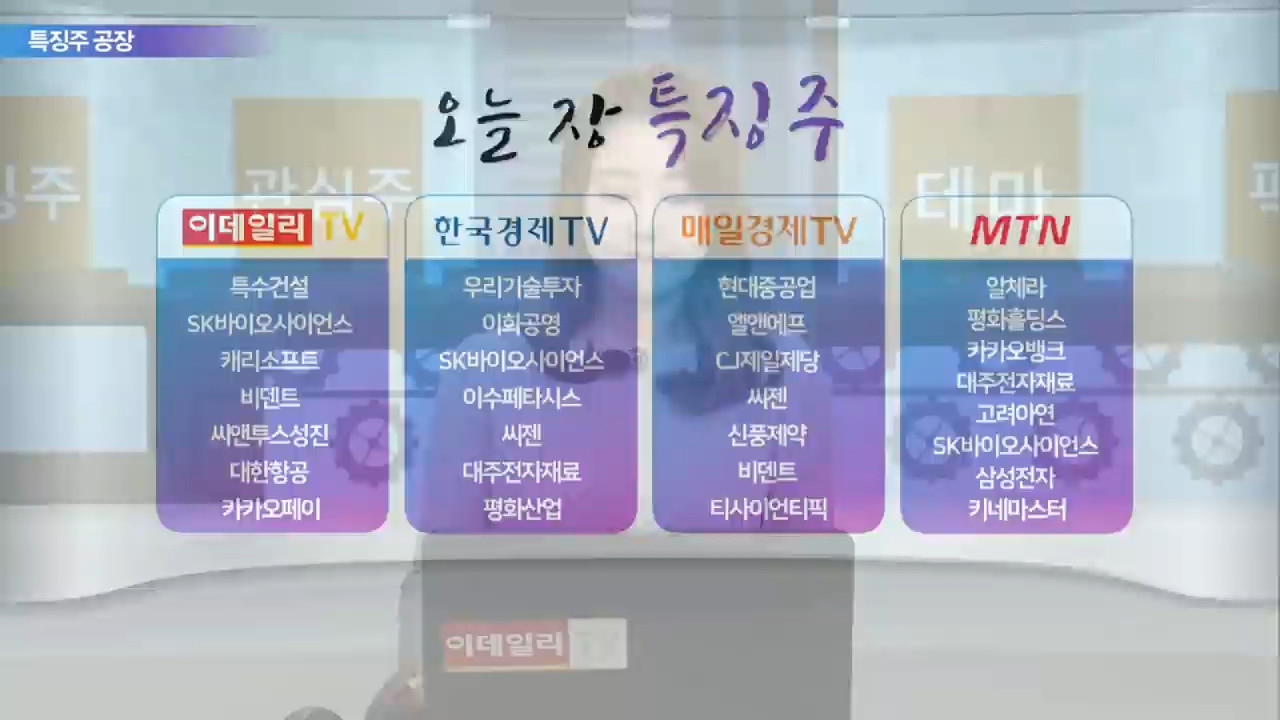 특징주 공장
오늘 장 특징주
징주
관심주
테마
이데일리 TV
특수건설
SK바이오사이언스
캐리소프트
비덴트
씨앤투스성진
대한항공
카카오페이
한국경제TV
우리기술투자
이화공영
SK바이오사이언스
이수페타시스
씨젠
대주전자재료
평화산업
매일경제TV
현대중공업
엘앤에프
CJ제일제당
씨젠
신풍제약
비덴트
티사이언티픽
MTN
알체라
평화홀딩스
카카오뱅크
대주전자재료
고려아연
SK바이오사이언스
삼성전자
키네마스터
이데일리 TV